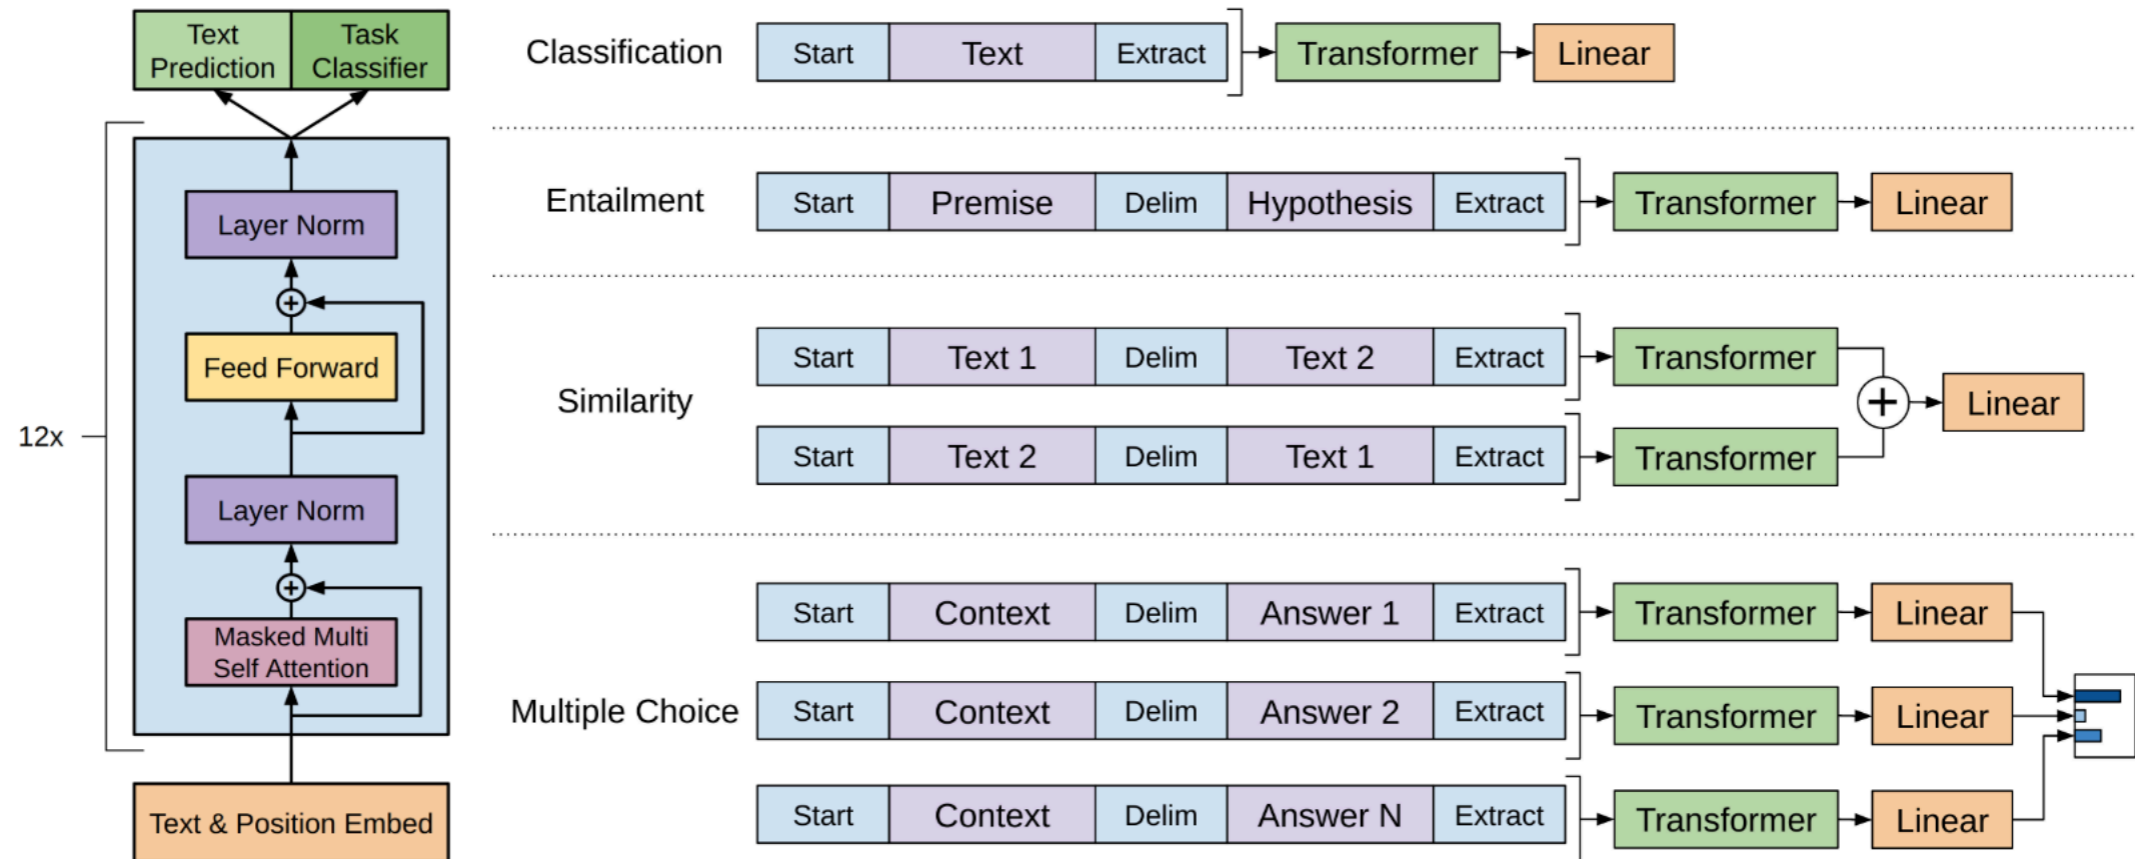 Text
Prediction
Task
Classifier
12x
Layer Norm
+
Feed Forward
Layer Norm
+
Masked Multi
Self Attention
Text & Position Embed
Classification
Start Text Extract Transformer Linear
Entailment
Start Premise Delim Hypothesis Extract Transformer Linear
Similarity
Start Text 1 Delim Text 2 Extract Transformer
+ Linear
Start Text 2 Delim Text 1 Extract Transformer
Multiple Choice
Start Context Delim Answer 1 Extract Transformer Linear
Start Context Delim Answer 2 Extract Transformer Linear
Start Context Delim Answer N Extract Transformer Linear